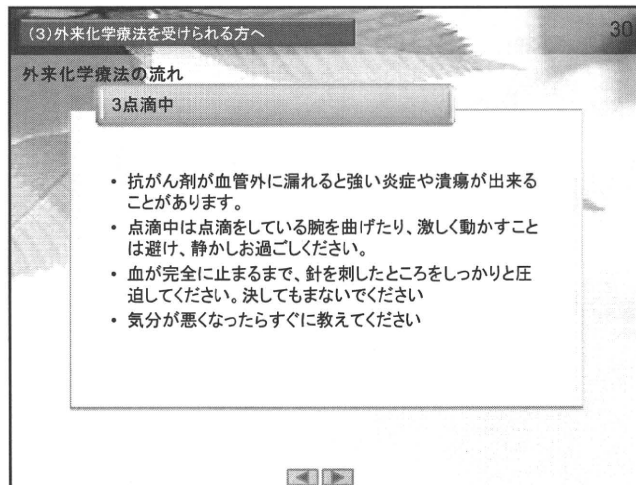 (3)外来化学療法を受けられる方へ
30
外来化学療法の流れ
3点滴中
• 抗がん剤が血管外に漏れると強い炎症や潰瘍が出来る
ことがあります。
• 点滴中は点滴をしている腕を曲げたり、激しく動かすこと
は避け、静かしお過ごしください。
• 血が完全に止まるまで、針を刺したところをしっかりと圧
迫してください。決してもまないでください
• 気分が悪くなったらすぐに教えてください